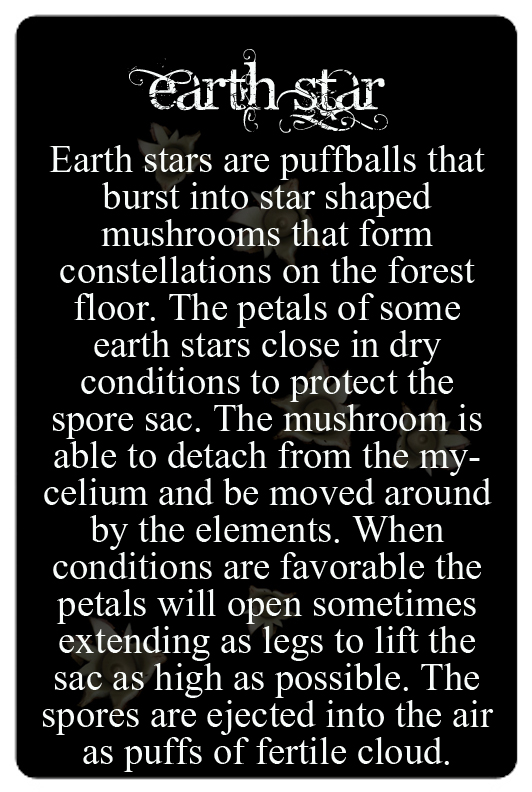 earth star
Earth stars are puffballs that
burst into star shaped
mushrooms that form
constellations on the forest
floor. The petals of some
earth stars close in dry
conditions to protect the
spore sac. The mushroom is
able to detach from the my-
celium and be moved around
by the elements. When
conditions are favorable the
petals will open sometimes
extending as legs to lift the
sac as high as possible. The
spores are ejected into the air
as puffs of fertile cloud.